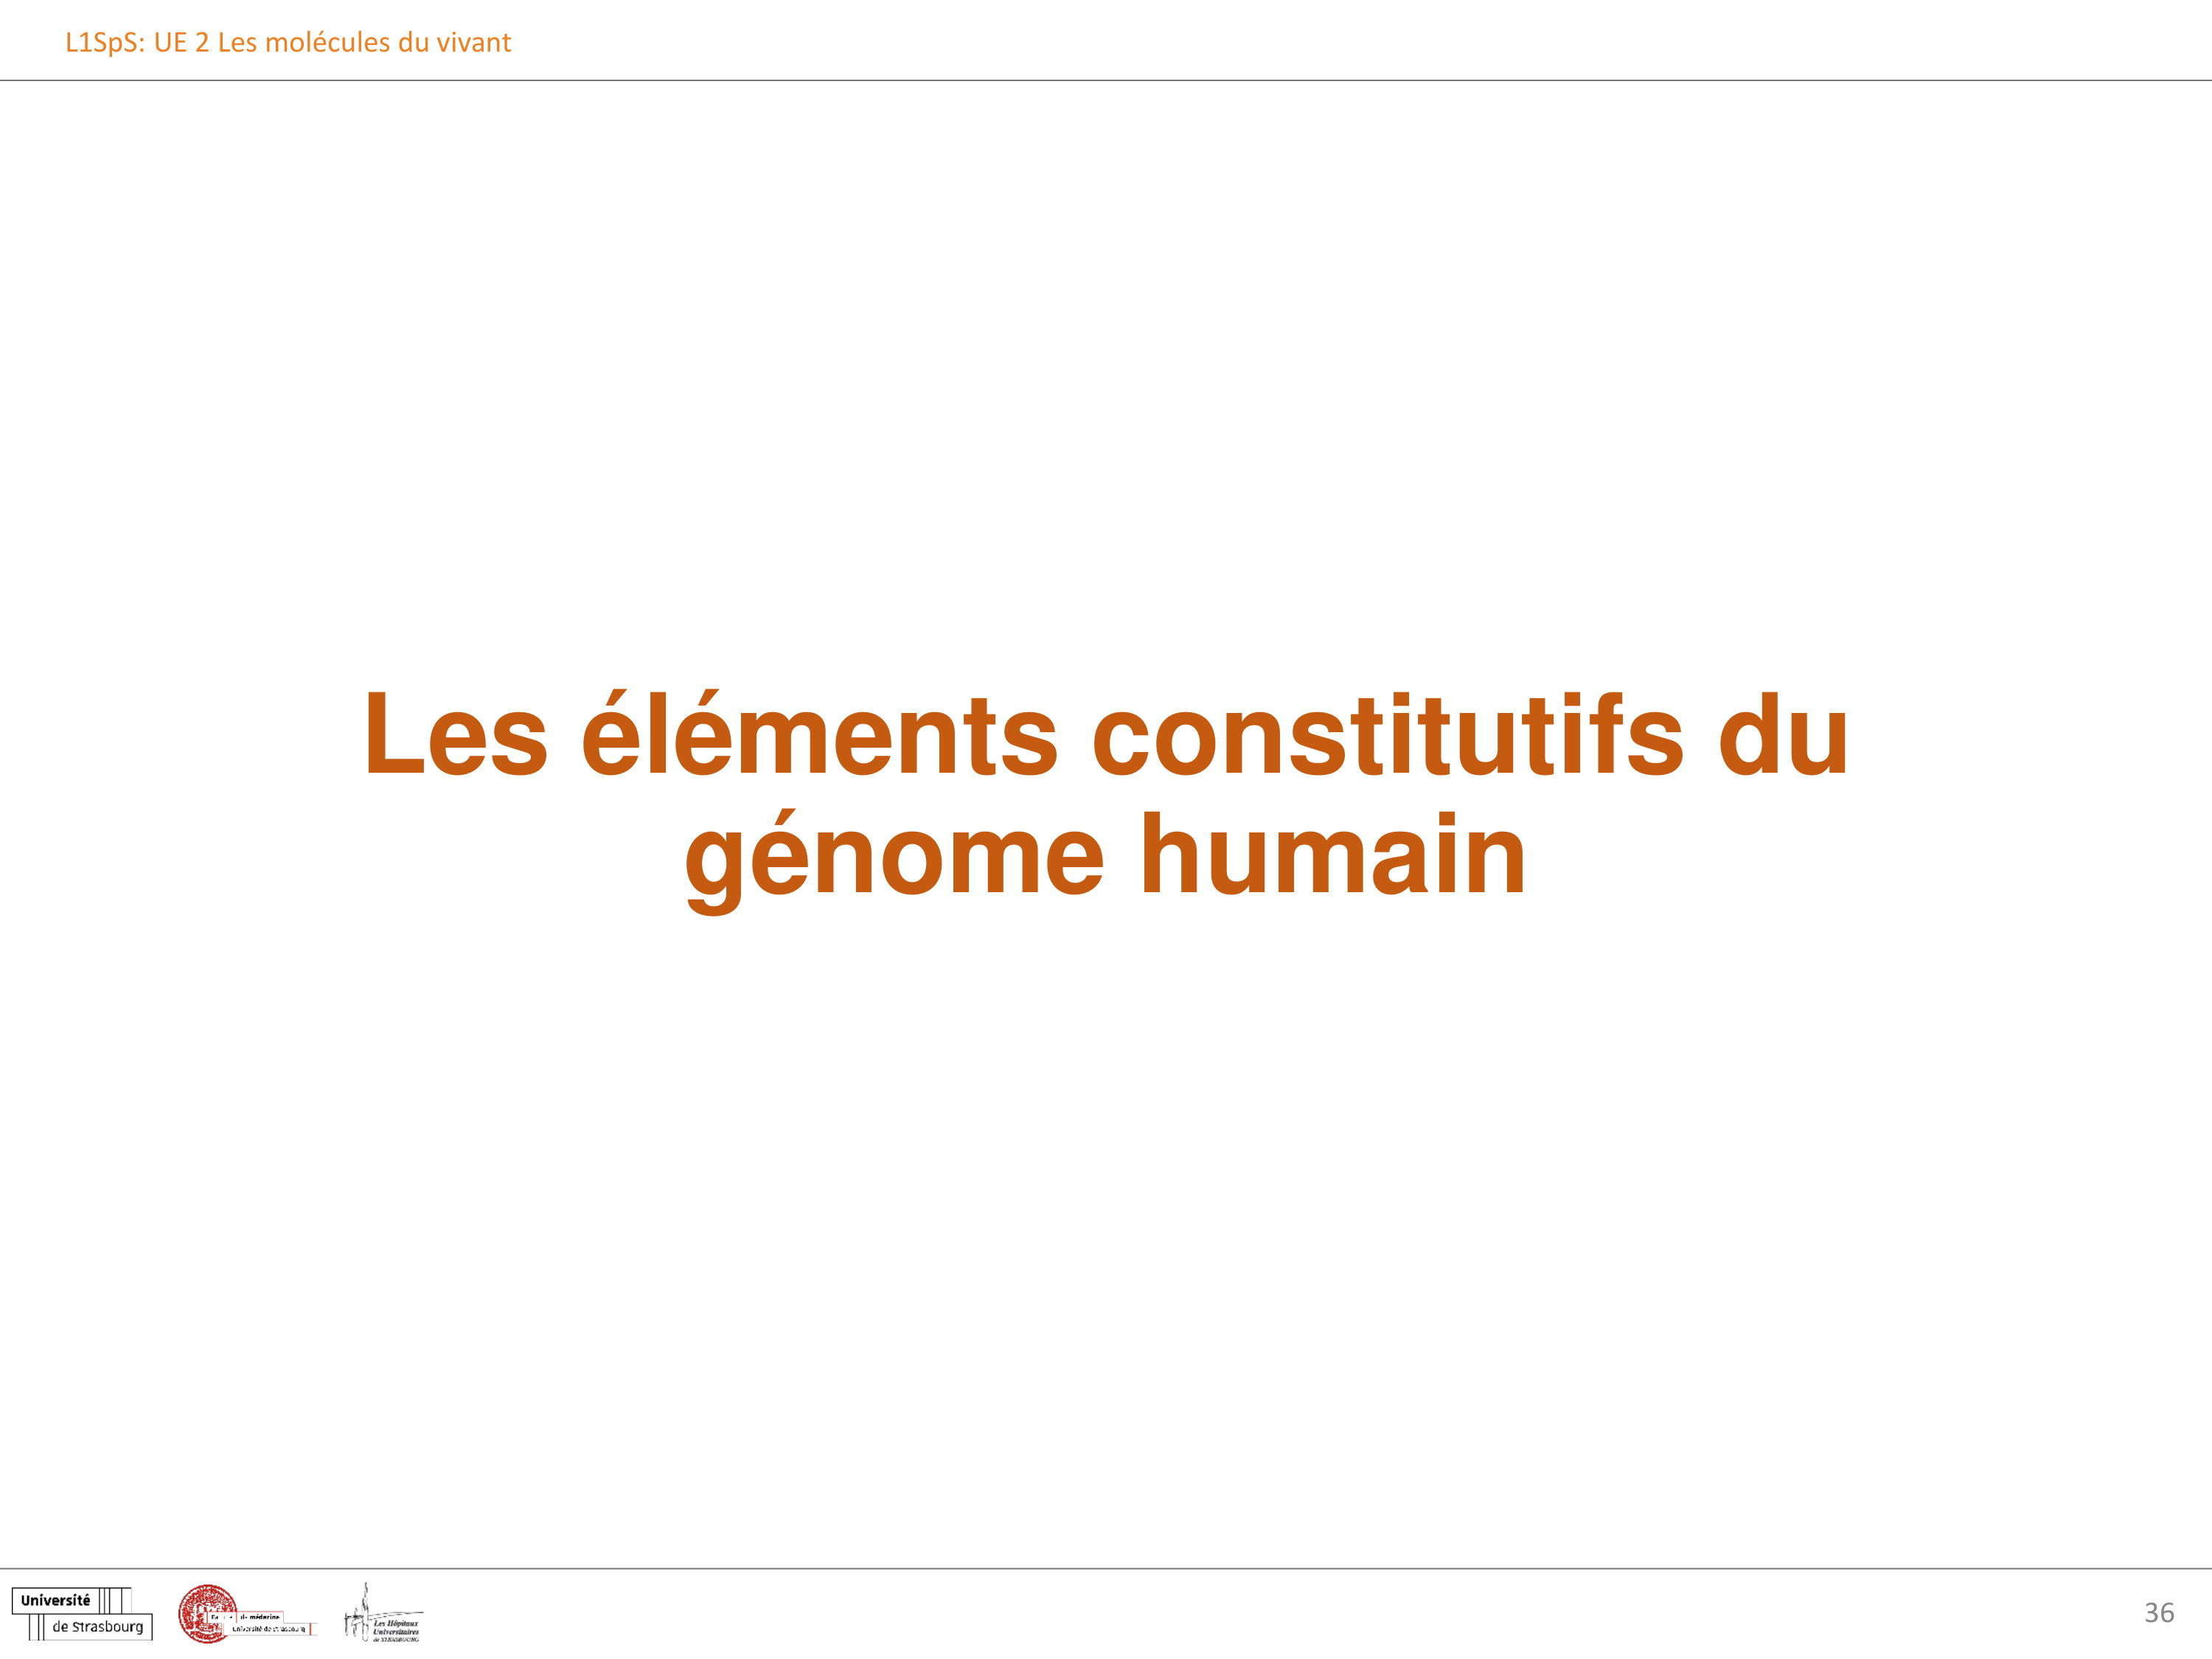 L1SpS: UE 2 Les molécules du vivant
Les éléments constitutifs du
génome humain
Université
de Strasbourg
de médecine
Université de Strasbourg
Les Hôpitaux
Universitaires
de STRASBOURG
36